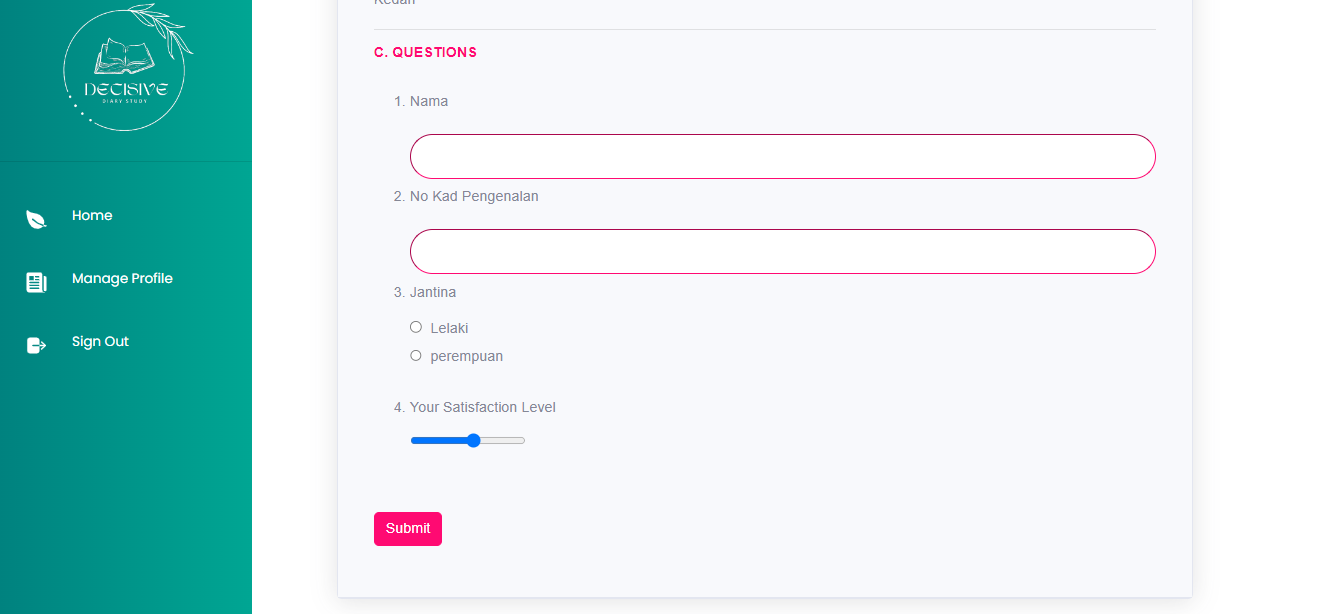 Kedah
C. QUESTIONS
DECISIVE
DIARY STUDY
1. Nama
2. No Kad Pengenalan
Home
Manage Profile
3. Jantina
Lelaki
Sign Out
perempuan
4. Your Satisfaction Level
Submit